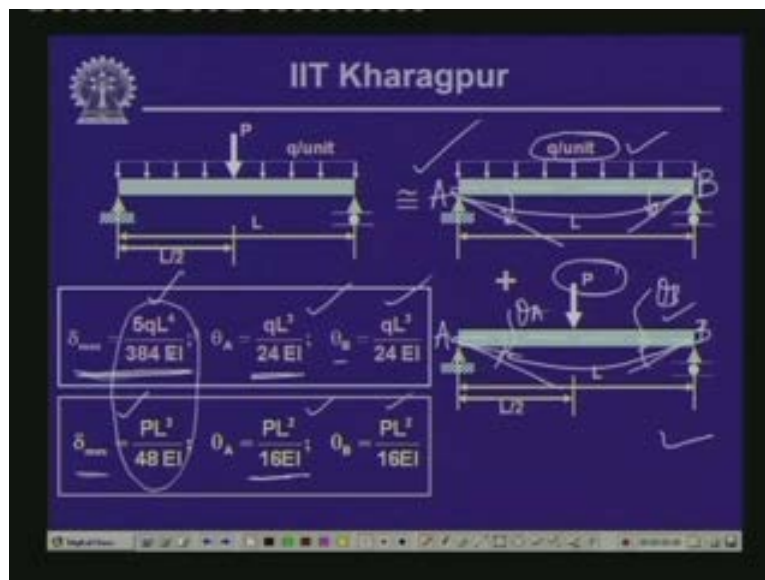 IIT Kharagpur
P
q/unit
L
L/2
≅
q/unit
A B
L
+
P
θA θB
A B
L
L/2
δmax = 5qL⁴/384 EI; θA = qL³/24 EI; θB = qL³/24 EI
δmax = PL³/48 EI; θA = PL²/16EI; θB = PL²/16EI